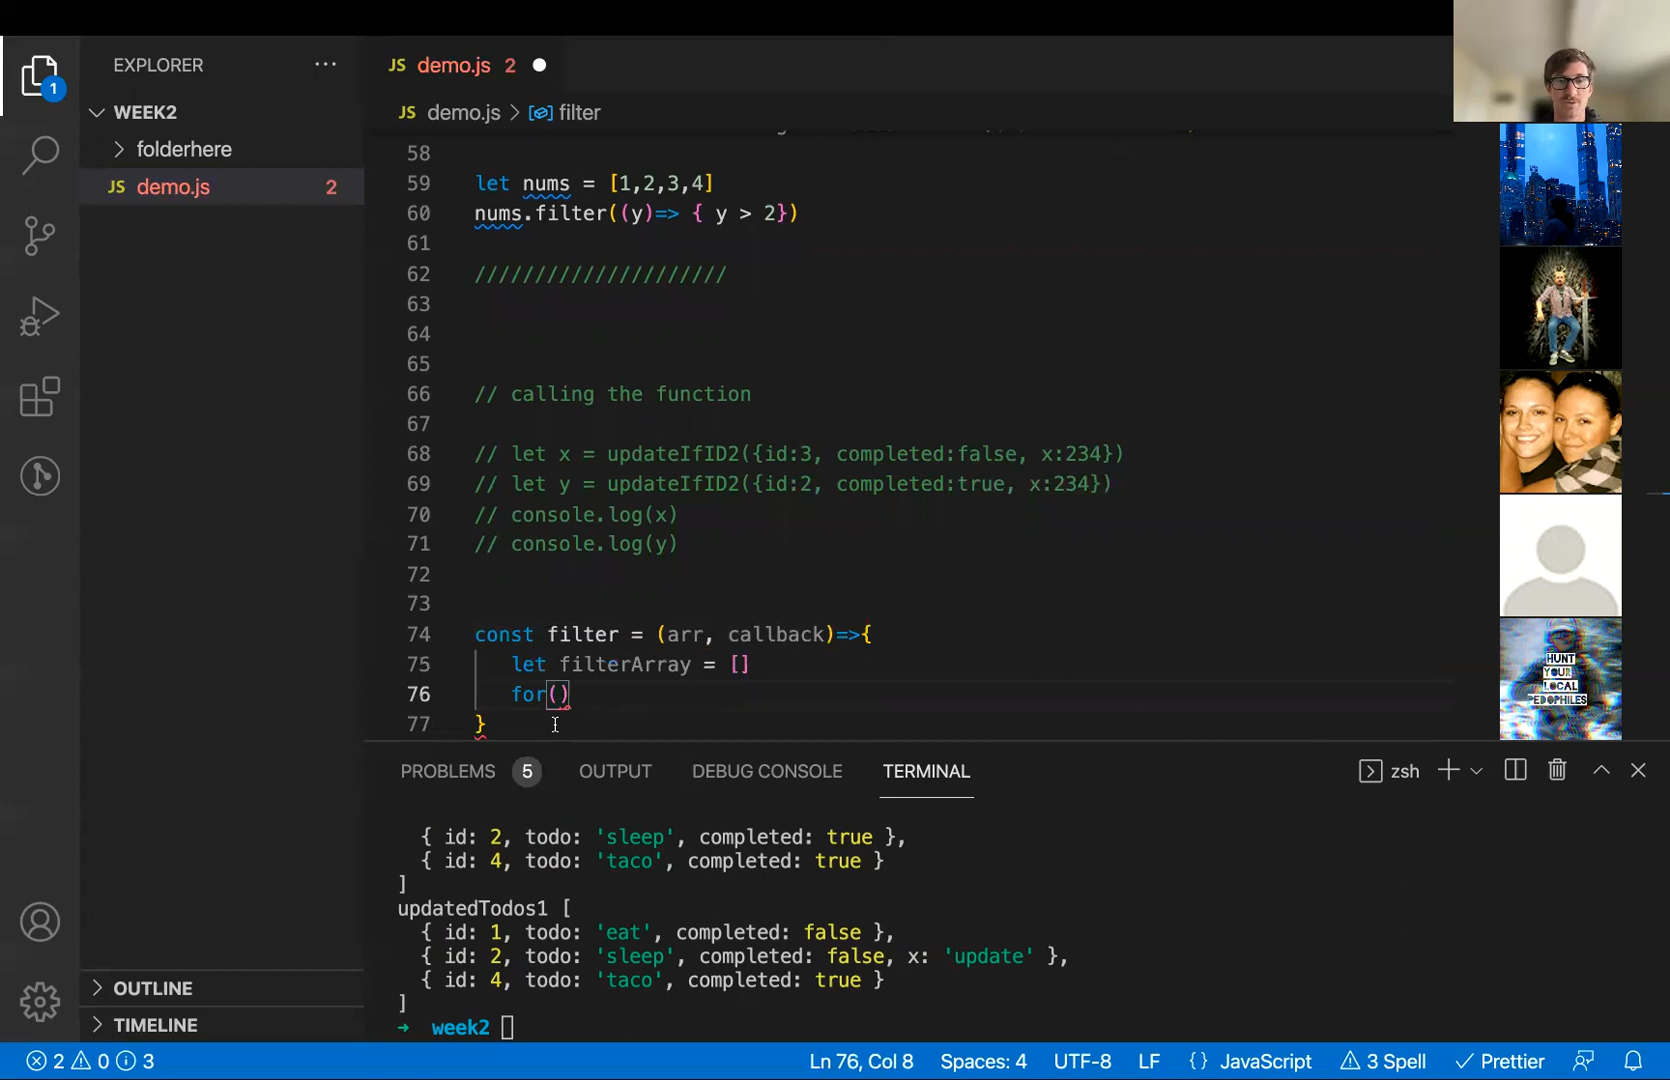 EXPLORER
WEEK2
folderhere
JS demo.js 2
1
JS demo.js 2
JS demo.js > filter
58
59 let nums = [1,2,3,4]
60 nums.filter((y)=> { y > 2})
61
62 /////////////////////
63
64
65
66 // calling the function
67
68 // let x = updateIfID2({id:3, completed:false, x:234})
69 // let y = updateIfID2({id:2, completed:true, x:234})
70 // console.log(x)
71 // console.log(y)
72
73
74 const filter = (arr, callback)=>{
75 let filterArray = []
76 for()
77 }
HUNT
YOUR
LOCAL
PEDOPHILES
PROBLEMS 5 OUTPUT DEBUG CONSOLE TERMINAL zsh
{ id: 2, todo: 'sleep', completed: true },
{ id: 4, todo: 'taco', completed: true }
]
updatedTodos1 [
{ id: 1, todo: 'eat', completed: false },
{ id: 2, todo: 'sleep', completed: false, x: 'update' },
{ id: 4, todo: 'taco', completed: true }
]
→ week2
OUTLINE
TIMELINE
2 0 3 Ln 76, Col 8 Spaces: 4 UTF-8 LF {} JavaScript 3 Spell Prettier